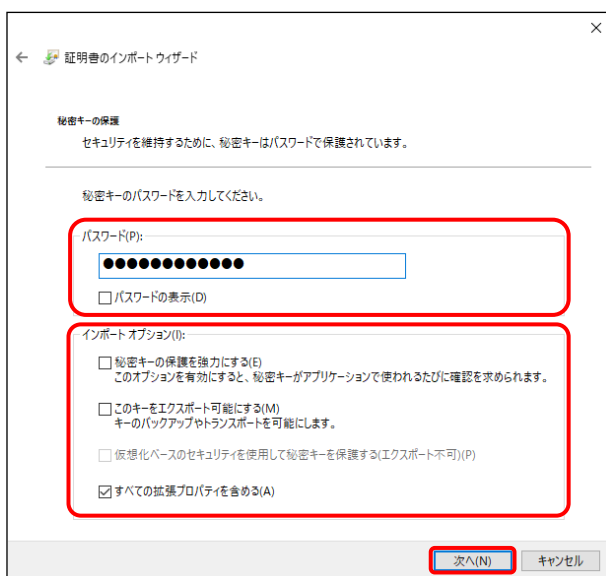 証明書のインポート ウィザード
秘密キーの保護
セキュリティを維持するために、秘密キーはパスワードで保護されています。
秘密キーのパスワードを入力してください。
パスワード(P):
●●●●●●●●●●●●
パスワードの表示(D)
インポート オプション(I):
秘密キーの保護を強力にする(E)
このオプションを有効にすると、秘密キーがアプリケーションで使われるたびに確認を求められます。
このキーをエクスポート可能にする(M)
キーのバックアップやトランスポートを可能にします。
仮想化ベースのセキュリティを使用して秘密キーを保護する(エクスポート不可)(P)
すべての拡張プロパティを含める(A)
次へ(N)
キャンセル